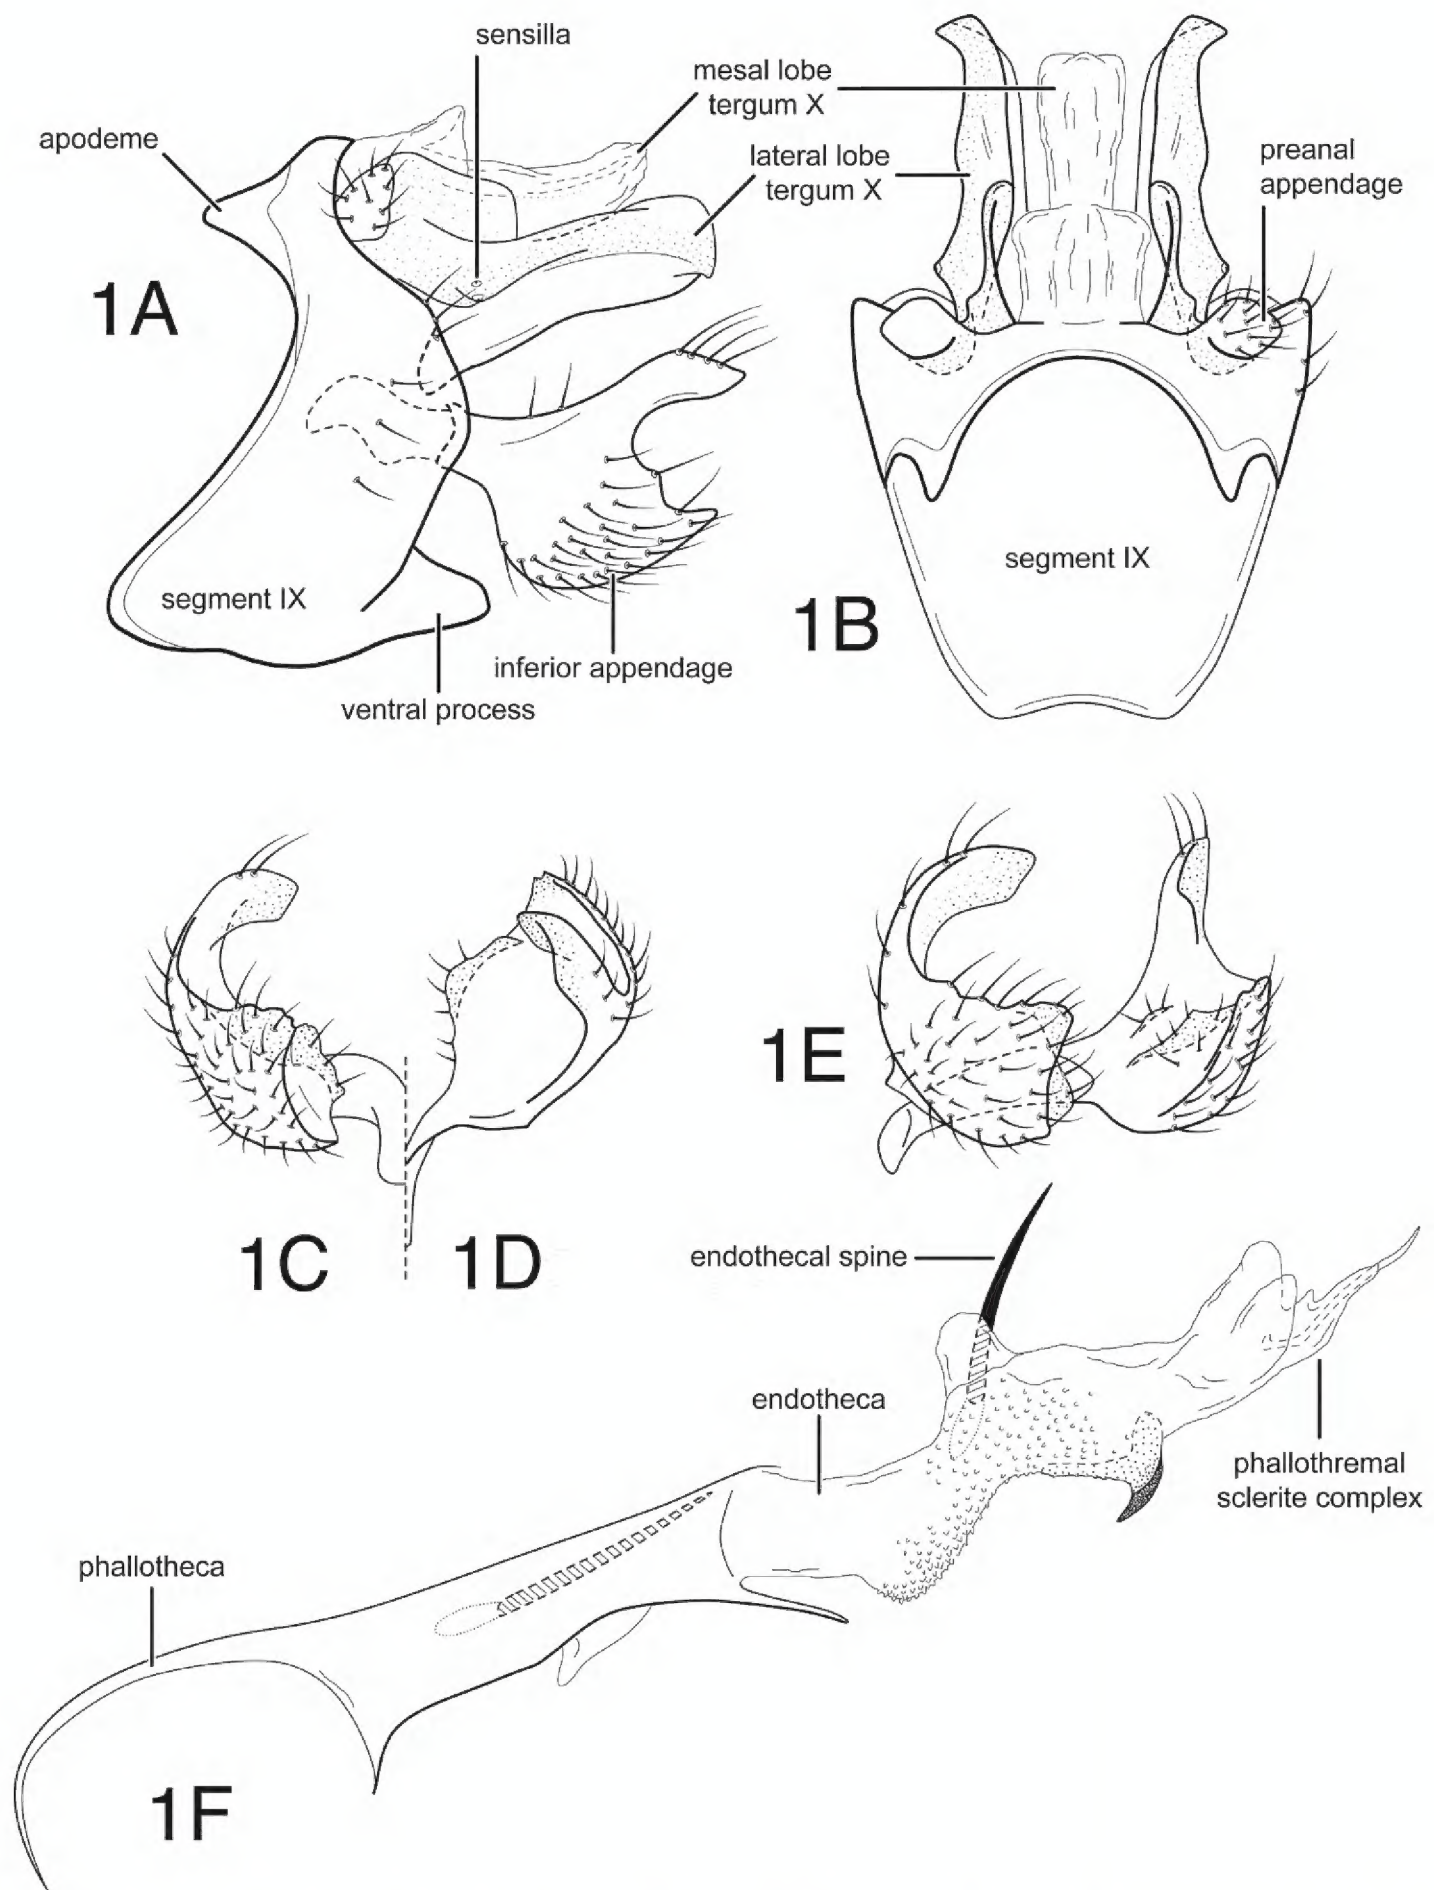 sensilla
mesal lobe
tergum X
apodeme
lateral lobe
tergum X
preanal
appendage
1A
segment IX
segment IX
1B
inferior appendage
ventral process
1C
1D
1E
endothecal spine
endotheca
phallothremal
sclerite complex
phallotheca
1F